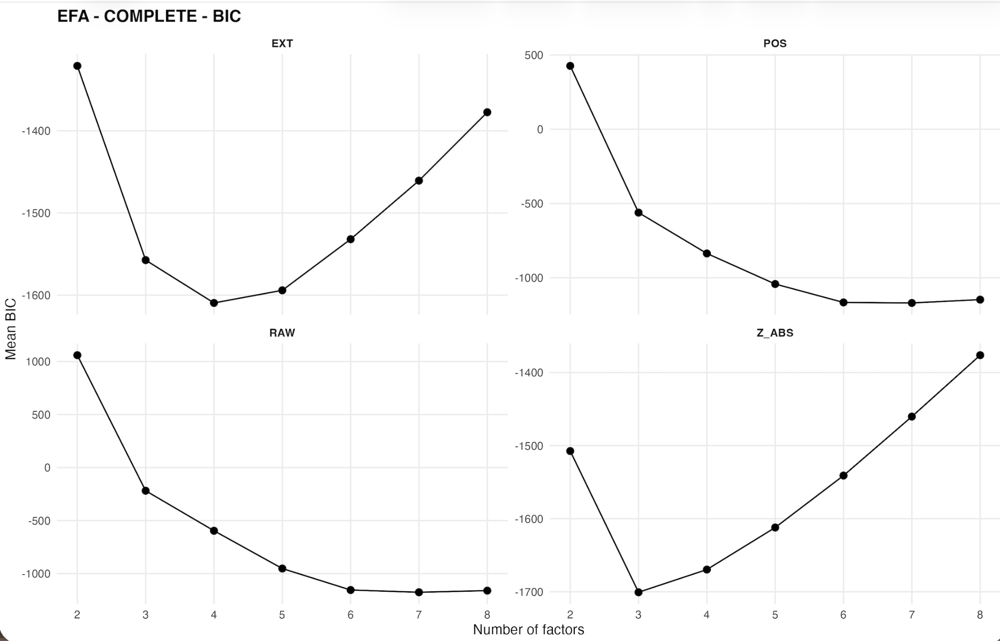 EFA - COMPLETE - BIC
EXT
POS
-1400
-1500
-1600
500
0
-500
-1000
Mean BIC
RAW
Z_ABS
1000
500
0
-500
-1000
-1400
-1500
-1600
-1700
2 3 4 5 6 7 8
2 3 4 5 6 7 8
Number of factors